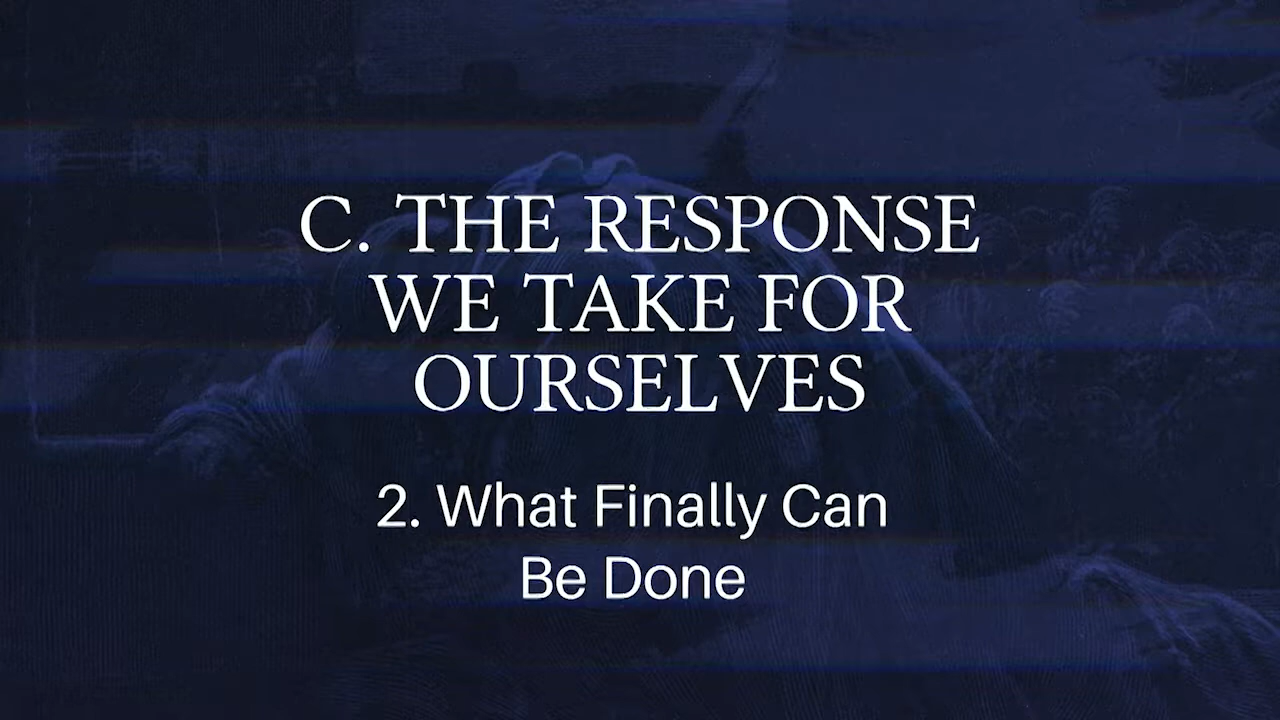 C. THE RESPONSE
WE TAKE FOR
OURSELVES
2. What Finally Can
Be Done